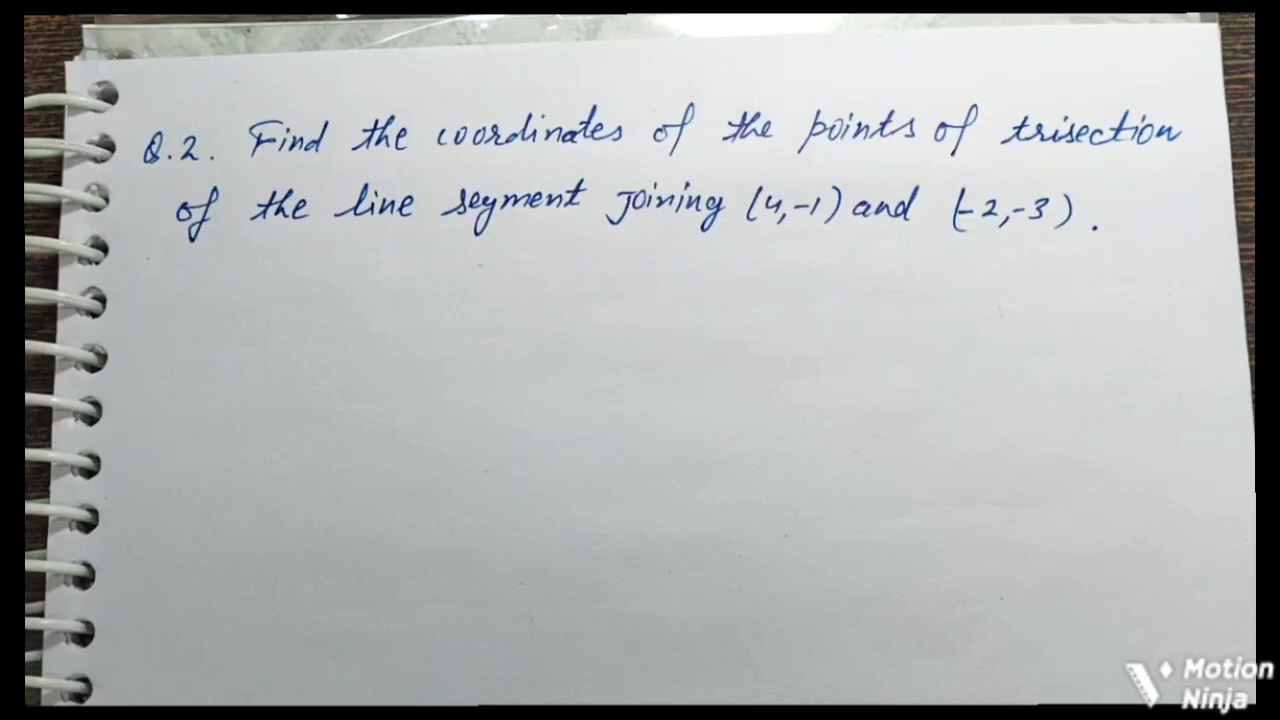 Q.2. Find the coordinates of the points of trisection
of the line segment joining (4,-1) and (-2,-3).
Motion
Ninja